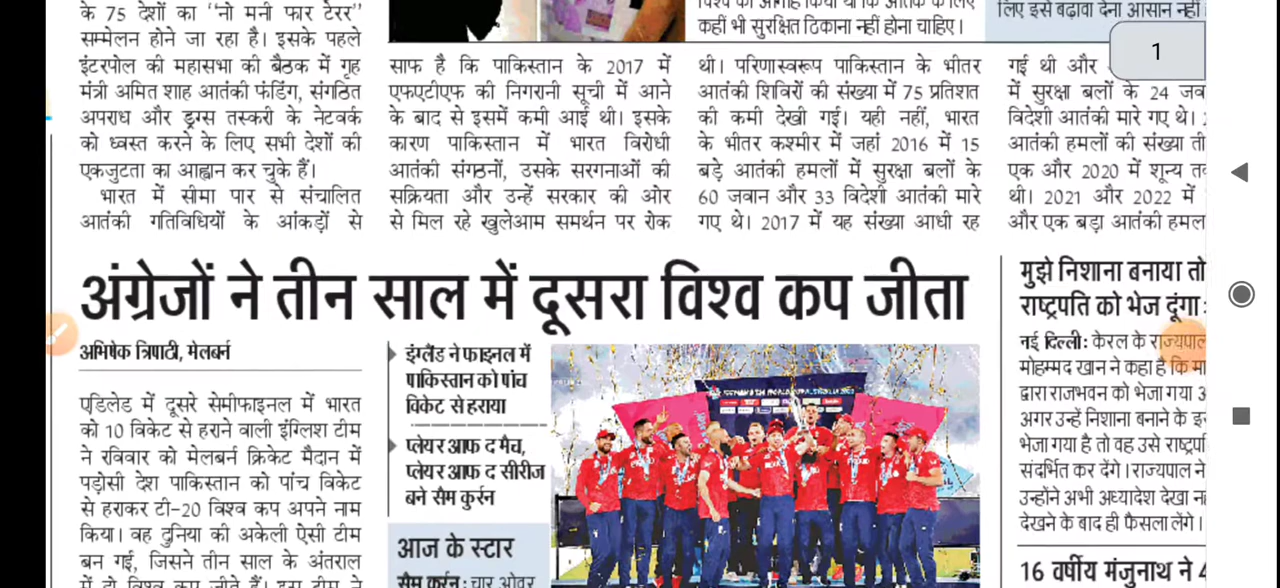 के 75 देशों का "नो मनी फार टेरर"
सम्मेलन होने जा रहा है। इसके पहले
इंटरपोल की महासभा की बैठक में गृह
मंत्री अमित शाह आतंकी फंडिंग, संगठित
अपराध और ड्रग्स तस्करी के नेटवर्क
को ध्वस्त करने के लिए सभी देशों की
एकजुटता का आह्वान कर चुके हैं।
भारत में सीमा पार से संचालित
आतंकी गतिविधियों के आंकड़ों से
साफ है कि पाकिस्तान के 2017 में
एफएटीएफ की निगरानी सूची में आने
के बाद से इसमें कमी आई थी। इसके
कारण पाकिस्तान में भारत विरोधी
आतंकी संगठनों, उसके सरगनाओं की
सक्रियता और उन्हें सरकार की ओर
से मिल रहे खुलेआम समर्थन पर रोक
कहीं भी सुरक्षित ठिकाना नहीं होना चाहिए।
थी। परिणास्वरूप पाकिस्तान के भीतर
आतंकी शिविरों की संख्या में 75 प्रतिशत
की कमी देखी गई। यही नहीं, भारत
के भीतर कश्मीर में जहां 2016 में 15
बड़े आतंकी हमलों में सुरक्षा बलों के
60 जवान और 33 विदेशी आतंकी मारे
गए थे। 2017 में यह संख्या आधी रह
लिए इसे बढ़ावा देना आसान नहीं
1
गई थी और
में सुरक्षा बलों के 24 जव
विदेशी आतंकी मारे गए थे।
आतंकी हमलों की संख्या ती
एक और 2020 में शून्य तक
थी। 2021 और 2022 में
और एक बड़ा आतंकी हमल
अंग्रेजों ने तीन साल में दूसरा विश्व कप जीता
अभिषेक त्रिपाठी, मेलबर्न
एडिलेड में दूसरे सेमीफाइनल में भारत
को 10 विकेट से हराने वाली इंग्लिश टीम
ने रविवार को मेलबर्न क्रिकेट मैदान में
पड़ोसी देश पाकिस्तान को पांच विकेट
से हराकर टी-20 विश्व कप अपने नाम
किया। वह दुनिया की अकेली ऐसी टीम
बन गई, जिसने तीन साल के अंतराल
में दो विश्व कप जीते हैं। इस टीम ने
इंग्लैंड ने फाइनल में
पाकिस्तान को पांच
विकेट से हराया
प्लेयर आफ द मैच,
प्लेयर आफ द सीरीज
बने सैम कुर्रन
आज के स्टार
सैम कुर्रन : चार ओवर
मुझे निशाना बनाया तो
राष्ट्रपति को भेज दूंगा :
नई दिल्ली : केरल के राज्यपाल
मोहम्मद खान ने कहा है कि
द्वारा राजभवन को भेजा गया अ
अगर उन्हें निशाना बनाने के इर
भेजा गया है तो वह उसे राष्ट्रपि
संदर्भित कर देंगे। राज्यपाल ने
उन्होंने अभी अध्यादेश देखा न
देखने के बाद ही फैसला लेंगे।
16 वर्षीय मंजुनाथ ने 4